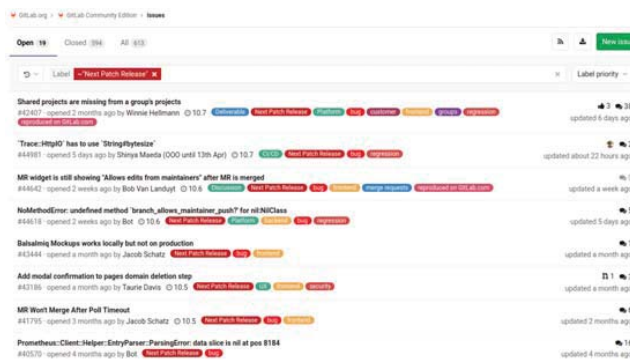 GitLab.org > GitLab Community Edition > Issues
Open 19 Closed 594 All 613 New issu
Label ~"Next Patch Release" × × Label priority
Shared projects are missing from a group's projects 3
#42407 · opened 2 months ago by Winnie Hellmann 10.7 Deliverable Next Patch Release Platform bug customer frontend groups regression
reproduced on GitLab.com updated 6 days ago
`Trace::HttpIO` has to use `String#bytesize`
#44981 · opened 5 days ago by Shinya Maeda (OOO until 13th Apr) 10.7 CI/CD Next Patch Release bug regression updated about 22 hours ago
MR widget is still showing "Allows edits from maintainers" after MR is merged
#44642 · opened 2 weeks ago by Bob Van Landuyt 10.6 Discussion Next Patch Release bug frontend merge requests reproduced on GitLab.com updated a week ago
NoMethodError: undefined method `branch_allows_maintainer_push?' for nil:NilClass
#44618 · opened 2 weeks ago by Bot 10.6 Next Patch Release Platform backend bug regression updated 5 days ago
Balsalmiq Mockups works locally but not on production
#43444 · opened a month ago by Jacob Schatz Next Patch Release bug frontend updated a month ago
Add modal confirmation to pages domain deletion step 1
#43186 · opened a month ago by Taurie Davis 10.5 Next Patch Release UX frontend security updated a month ago
MR Won't Merge After Poll Timeout
#41795 · opened 3 months ago by Jacob Schatz 10.5 Next Patch Release bug frontend updated 2 months ago
Prometheus::Client::Helper::EntryParser::ParsingError: data slice is nil at pos 8184
#40570 · opened 4 months ago by Bot Next Patch Release bug updated 4 months ago